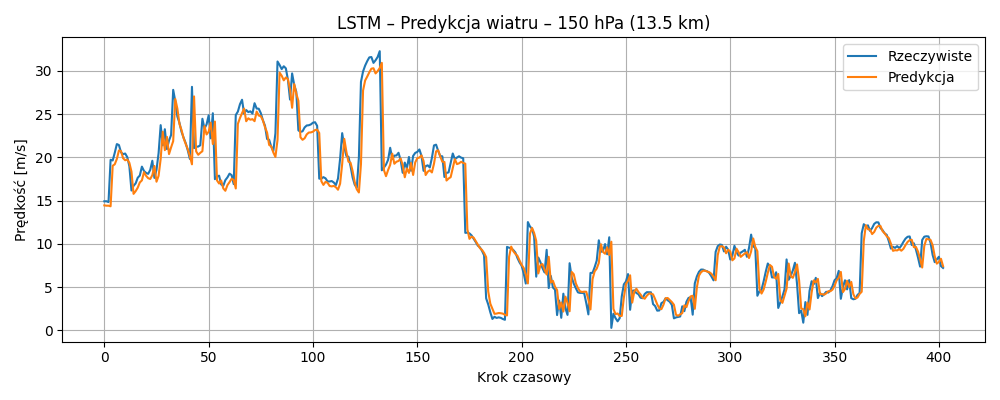 LSTM – Predykcja wiatru – 150 hPa (13.5 km)
Rzeczywiste
Predykcja
Prędkość [m/s]
30
25
20
15
10
5
0
0 50 100 150 200 250 300 350 400
Krok czasowy